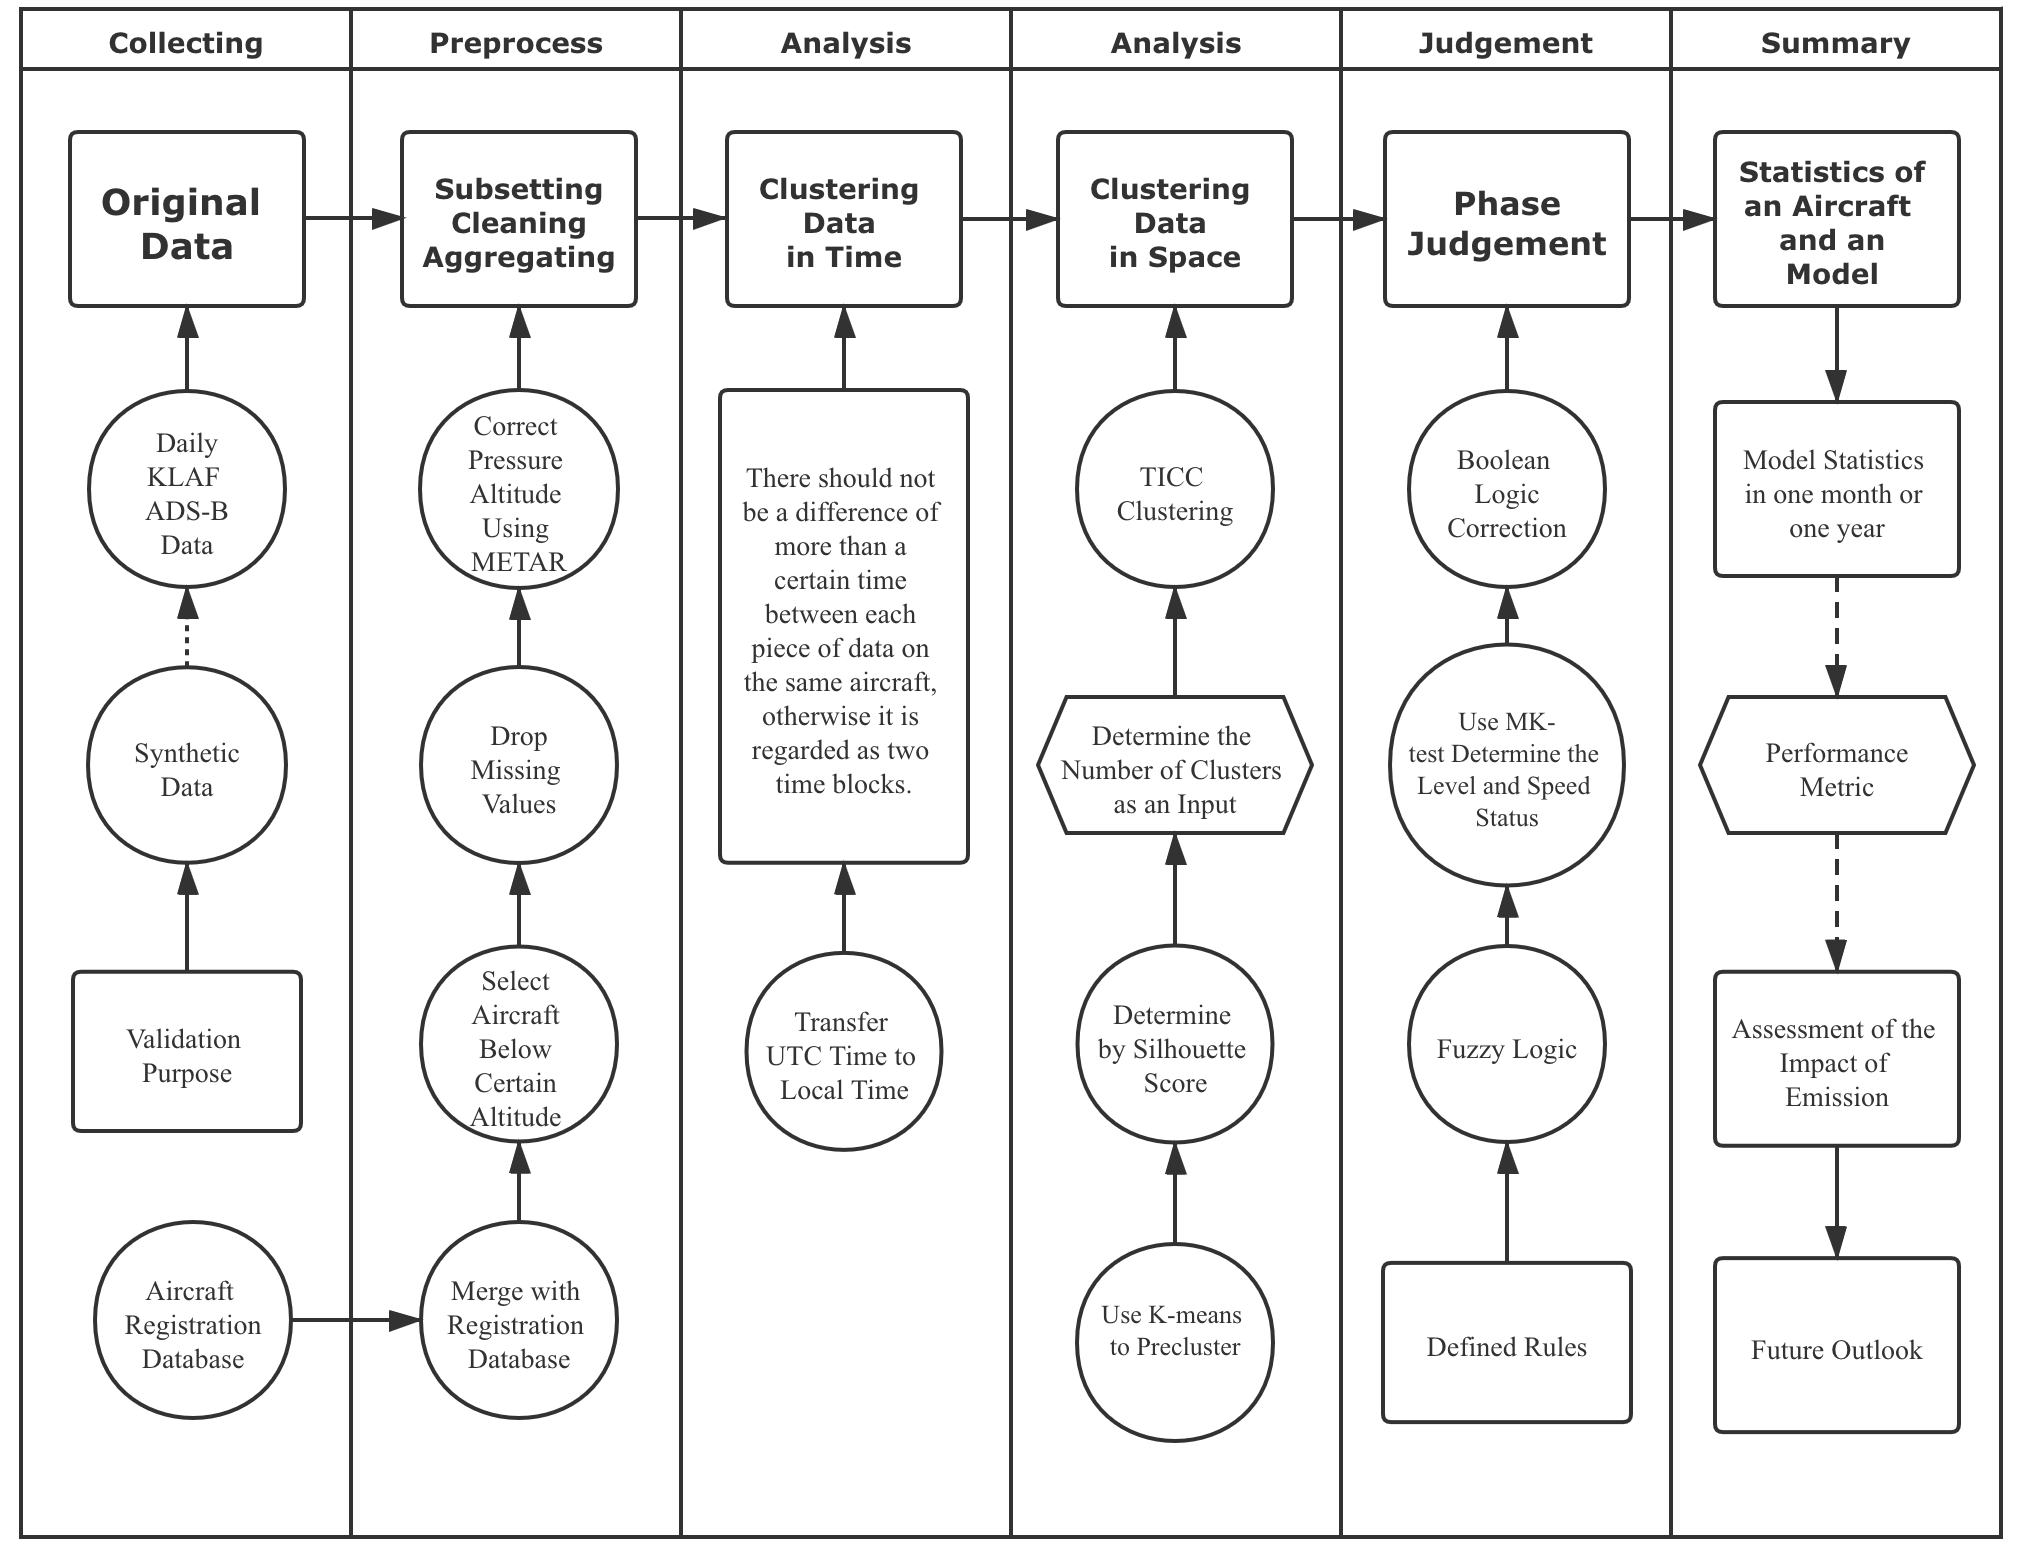 Collecting
Preprocess
Analysis
Analysis
Judgement
Summary
Original
Data
Subsetting
Cleaning
Aggregating
Clustering
Data
in Time
Clustering
Data
in Space
Phase
Judgement
Statistics of
an Aircraft
and an
Model
Daily
KLAF
ADS-B
Data
Synthetic
Data
Validation
Purpose
Aircraft
Registration
Database
Correct
Pressure
Altitude
Using
METAR
Drop
Missing
Values
Select
Aircraft
Below
Certain
Altitude
Merge with
Registration
Database
There should not
be a difference of
more than a
certain time
between each
piece of data on
the same aircraft,
otherwise it is
regarded as two
time blocks.
Transfer
UTC Time to
Local Time
TICC
Clustering
Determine the
Number of Clusters
as an Input
Determine
by Silhouette
Score
Use K-means
to Precluster
Boolean
Logic
Correction
Use MK-
test Determine the
Level and Speed
Status
Fuzzy Logic
Defined Rules
Model Statistics
in one month or
one year
Performance
Metric
Assessment of the
Impact of
Emission
Future Outlook